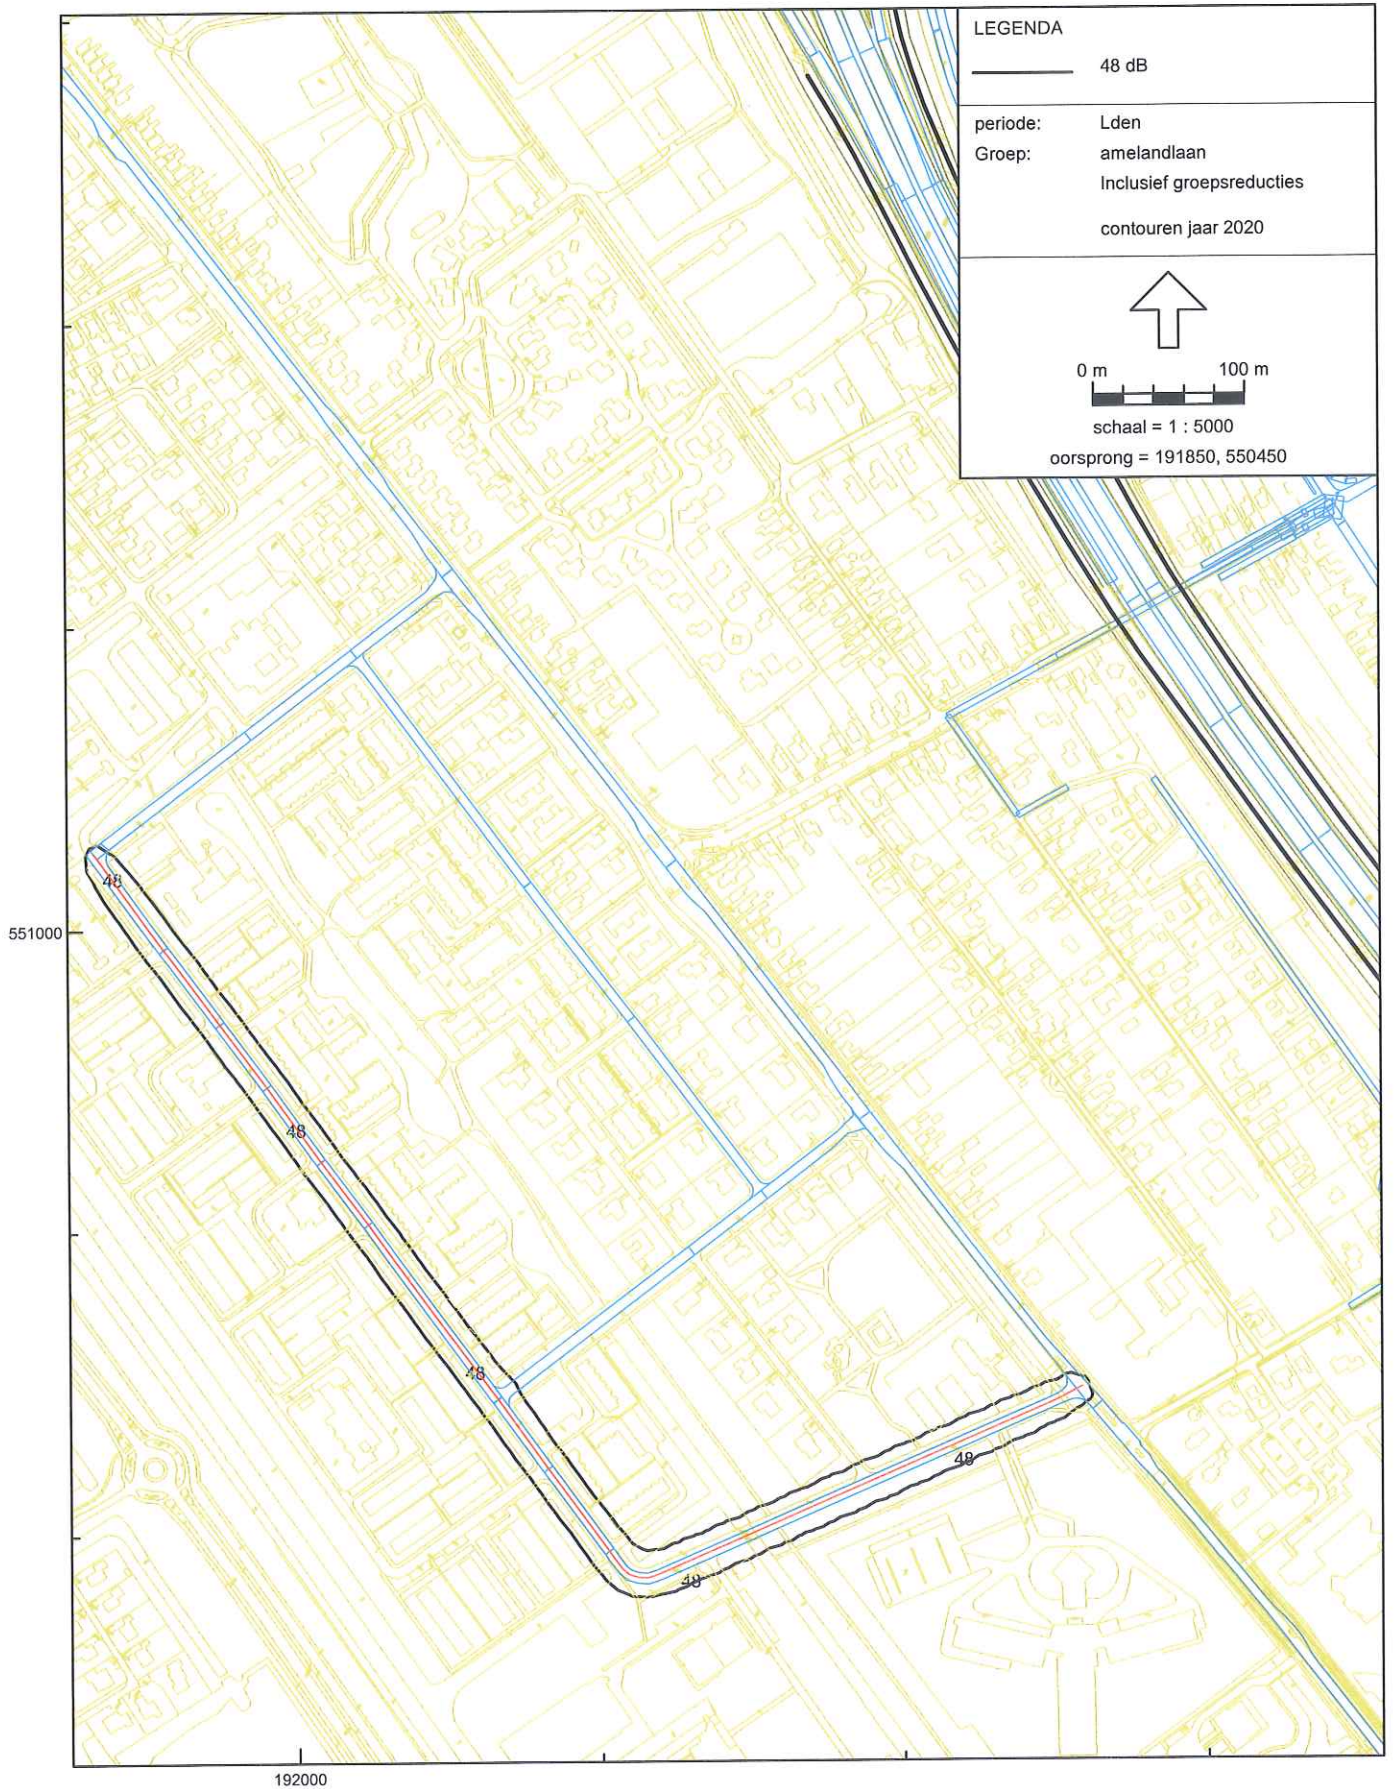 LEGENDA
48 dB
periode: Lden
Groep: amelandlaan
Inclusief groepsreducties
contouren jaar 2020
0 m 100 m
schaal = 1 : 5000
oorsprong = 191850, 550450
48
551000
48
48
48
48
192000